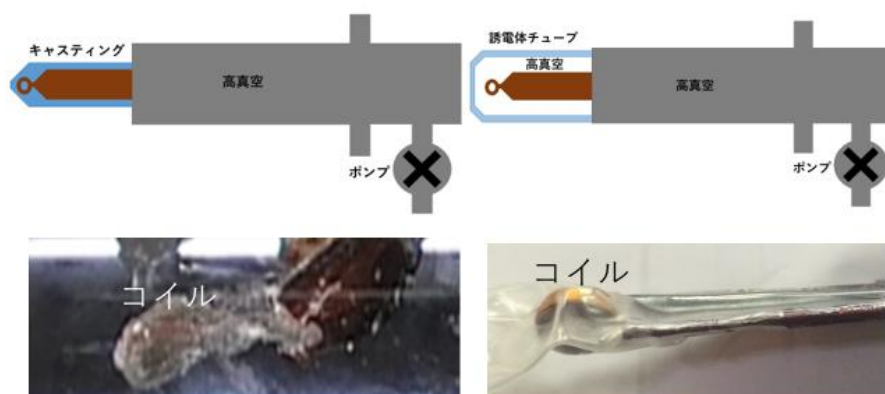 キャスティング
高真空
ポンプ
誘電体チューブ
高真空
高真空
ポンプ
コイル
コイル